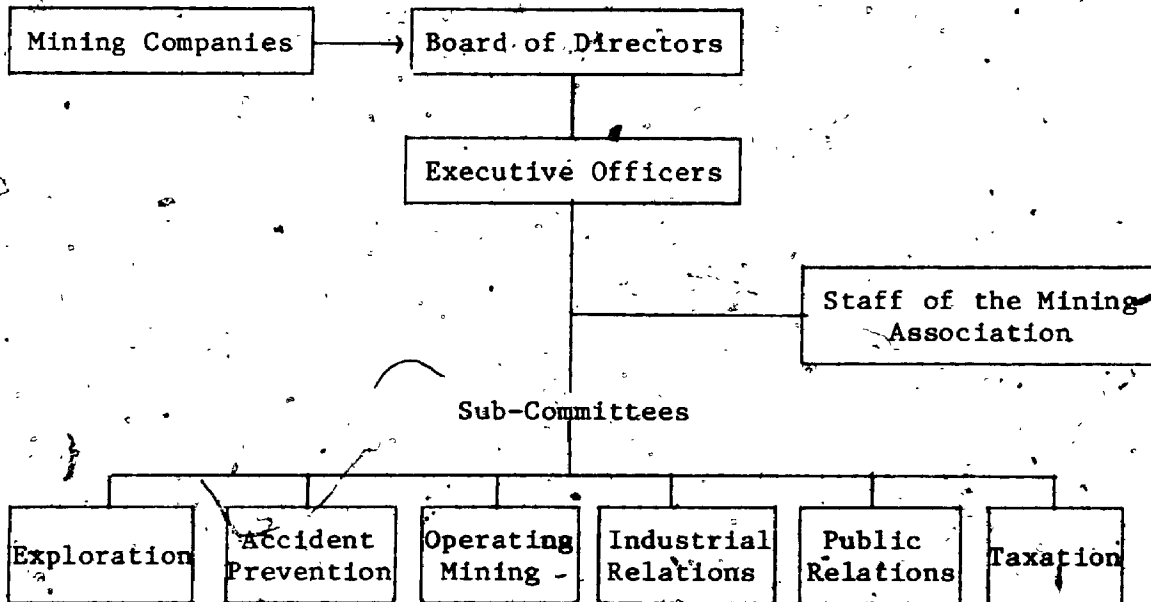 Mining Companies
Board of Directors
Executive Officers
Staff of the Mining
Association
Sub-Committees
Exploration
Accident
Prevention
Operating
Mining
Industrial
Relations
Public
Relations
Taxation